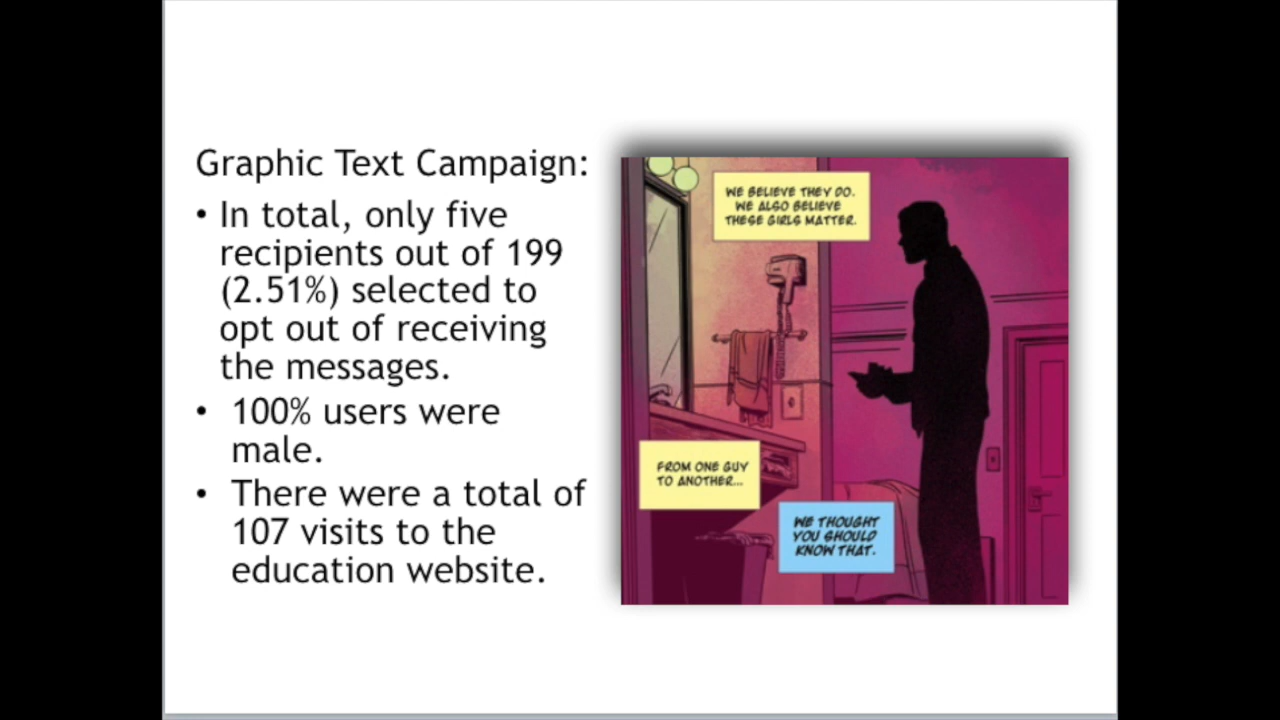 Graphic Text Campaign:
• In total, only five
recipients out of 199
(2.51%) selected to
opt out of receiving
the messages.
• 100% users were
male.
• There were a total of
107 visits to the
education website.
WE BELIEVE THEY DO.
WE ALSO BELIEVE
THESE GIRLS MATTER.
FROM ONE GUY
TO ANOTHER...
WE THOUGHT
YOU SHOULD
KNOW THAT.